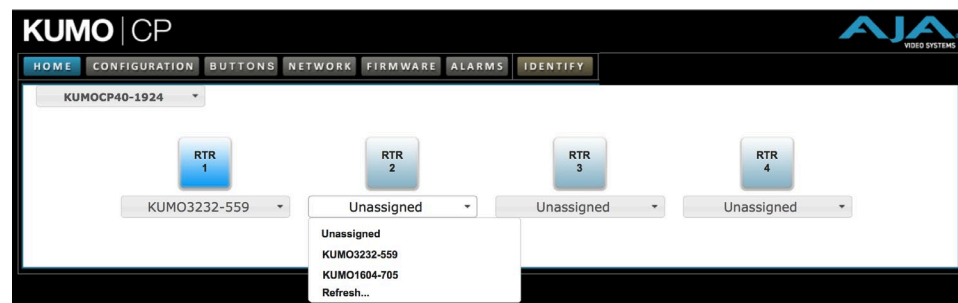 KUMO CP
AJA
VIDEO SYSTEMS
HOME CONFIGURATION BUTTONS NETWORK FIRMWARE ALARMS IDENTIFY
KUMOCP40-1924
RTR
1
RTR
2
RTR
3
RTR
4
KUMO3232-559
Unassigned
Unassigned
Unassigned
Unassigned
KUMO3232-559
KUMO1604-705
Refresh...